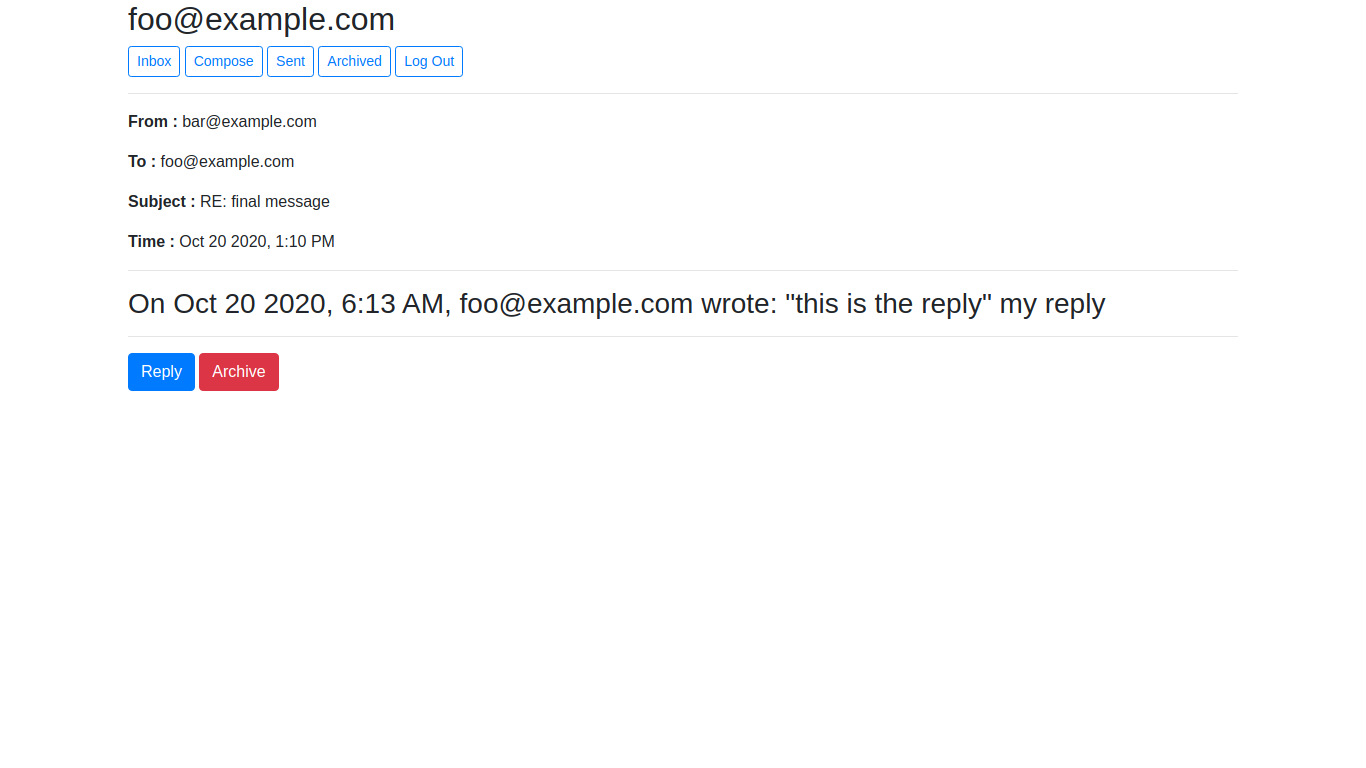 foo@example.com
Inbox Compose Sent Archived Log Out
From : bar@example.com
To : foo@example.com
Subject : RE: final message
Time : Oct 20 2020, 1:10 PM
On Oct 20 2020, 6:13 AM, foo@example.com wrote: "this is the reply" my reply
Reply Archive